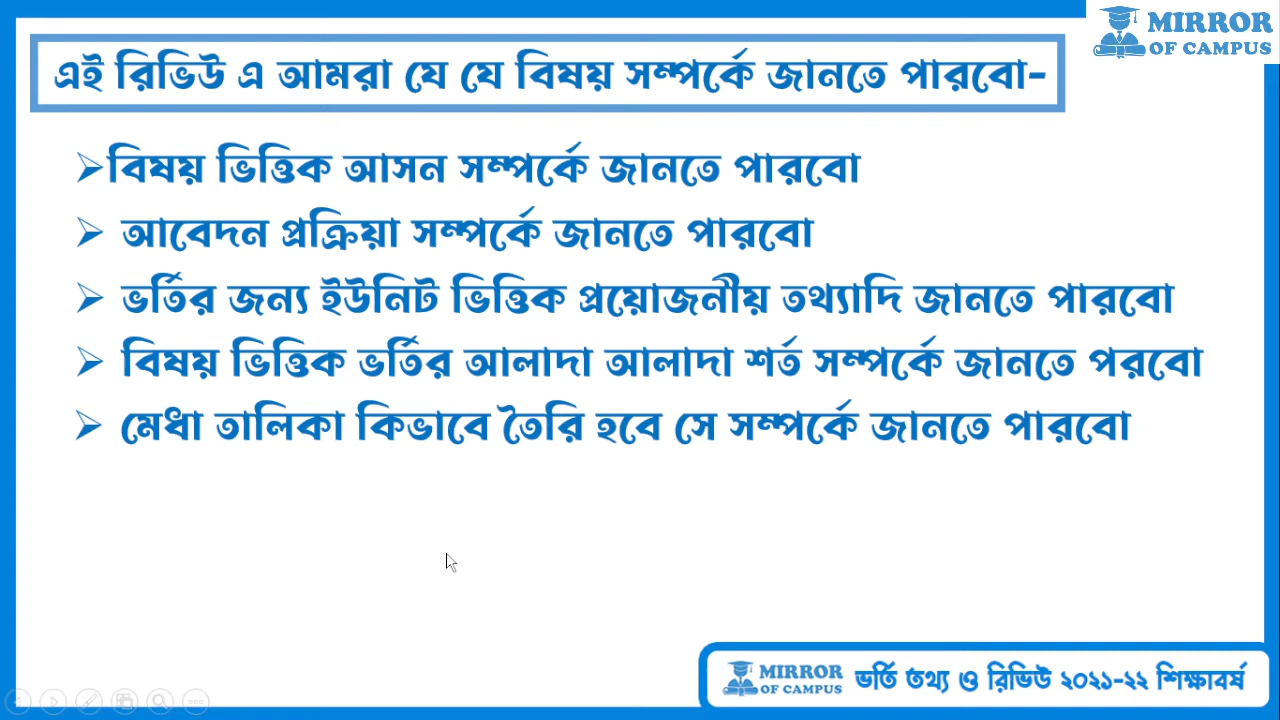 MIRROR
OF CAMPUS
এই রিভিউ এ আমরা যে যে বিষয় সম্পর্কে জানতে পারবো-
➢বিষয় ভিত্তিক আসন সম্পর্কে জানতে পারবো
➢ আবেদন প্রক্রিয়া সম্পর্কে জানতে পারবো
➢ ভর্তির জন্য ইউনিট ভিত্তিক প্রয়োজনীয় তথ্যাদি জানতে পারবো
➢ বিষয় ভিত্তিক ভর্তির আলাদা আলাদা শর্ত সম্পর্কে জানতে পরবো
➢ মেধা তালিকা কিভাবে তৈরি হবে সে সম্পর্কে জানতে পারবো
MIRROR
OF CAMPUS
ভর্তি তথ্য ও রিভিউ ২০২১-২২ শিক্ষাবর্ষ